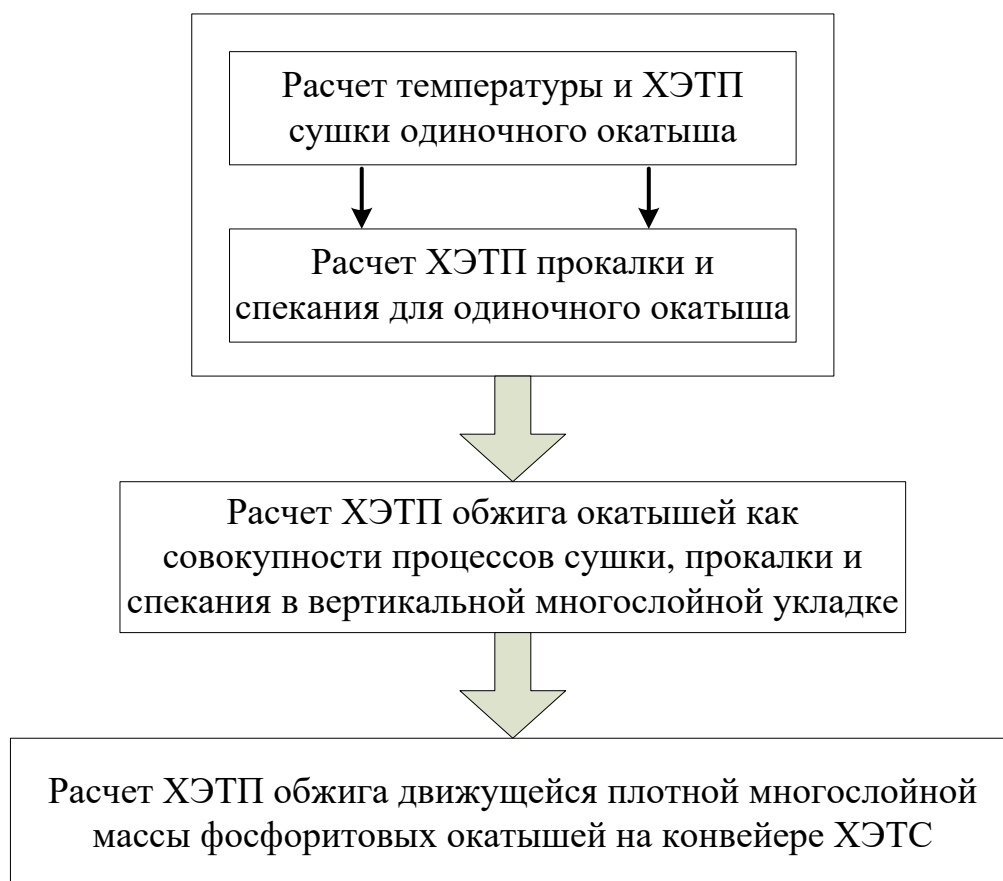 Расчет температуры и ХЭТП
сушки одиночного окатыша
Расчет ХЭТП прокалки и
спекания для одиночного окатыша
Расчет ХЭТП обжига окатышей как
совокупности процессов сушки, прокалки и
спекания в вертикальной многослойной укладке
Расчет ХЭТП обжига движущейся плотной многослойной
массы фосфоритовых окатышей на конвейере ХЭТС